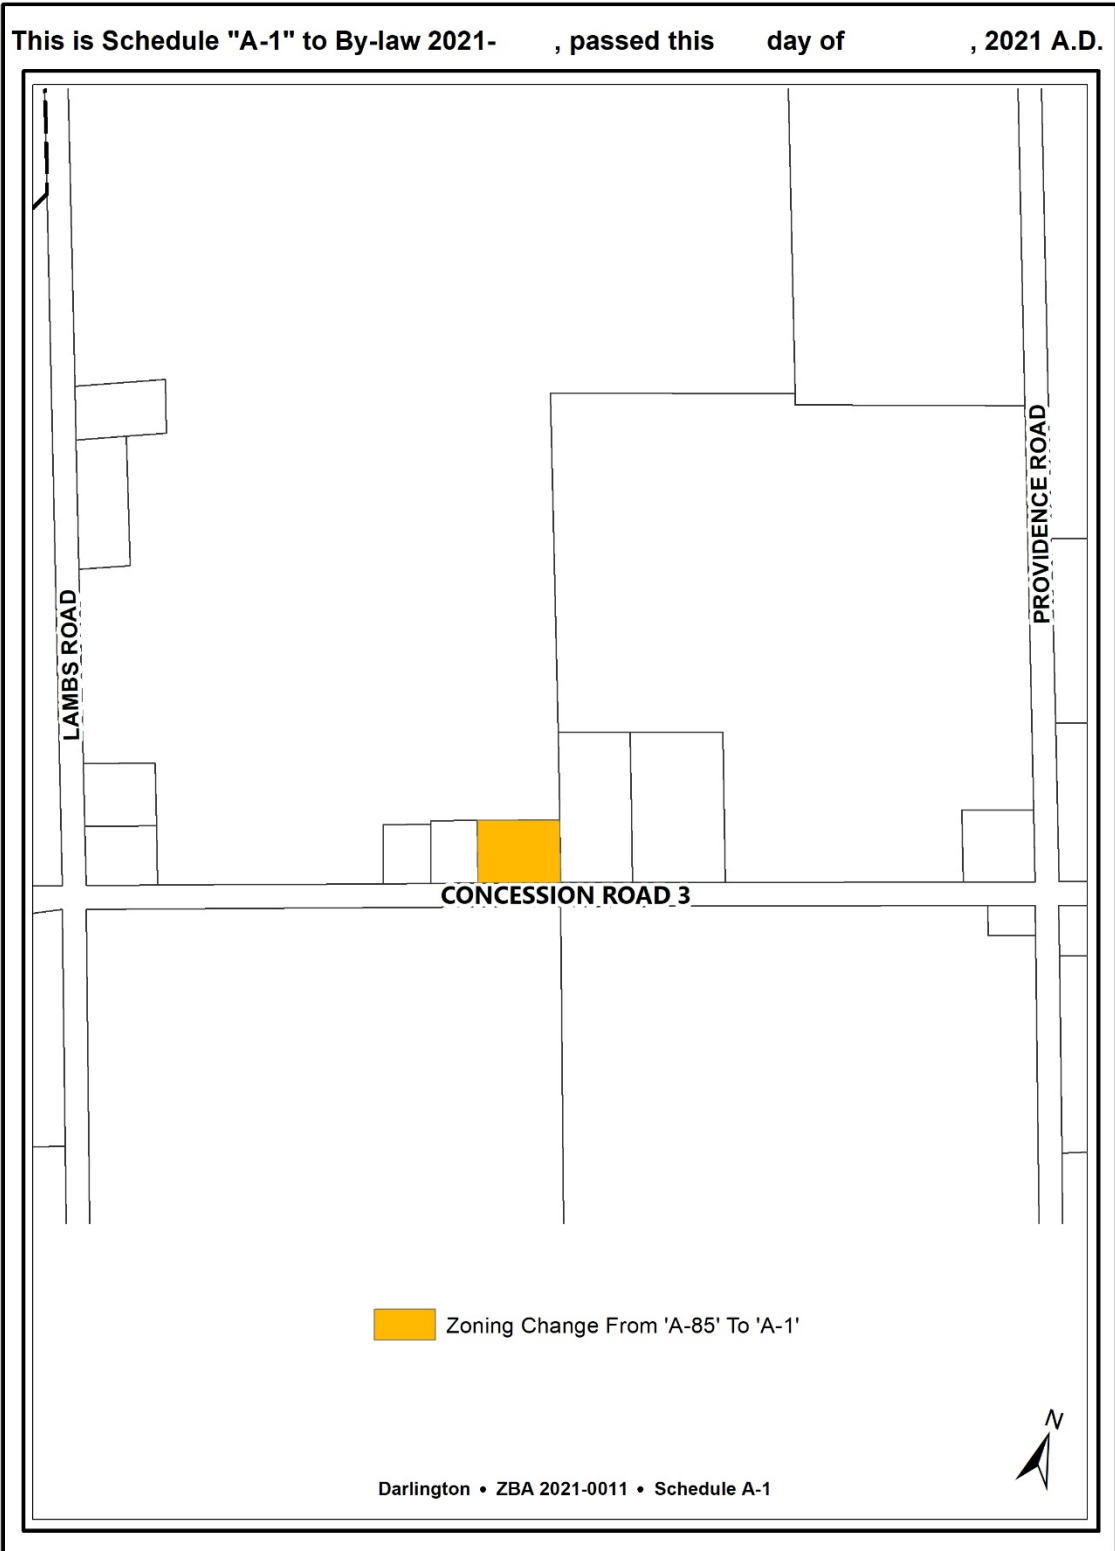 This is Schedule "A-1" to By-law 2021- , passed this day of , 2021 A.D.
PROVIDENCE ROAD
LAMBS ROAD
CONCESSION ROAD 3
Zoning Change From 'A-85' To 'A-1'
N
Darlington • ZBA 2021-0011 • Schedule A-1